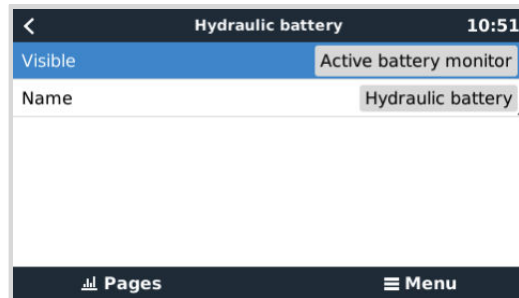 Hydraulic battery 10:51
Visible Active battery monitor
Name Hydraulic battery
Pages Menu